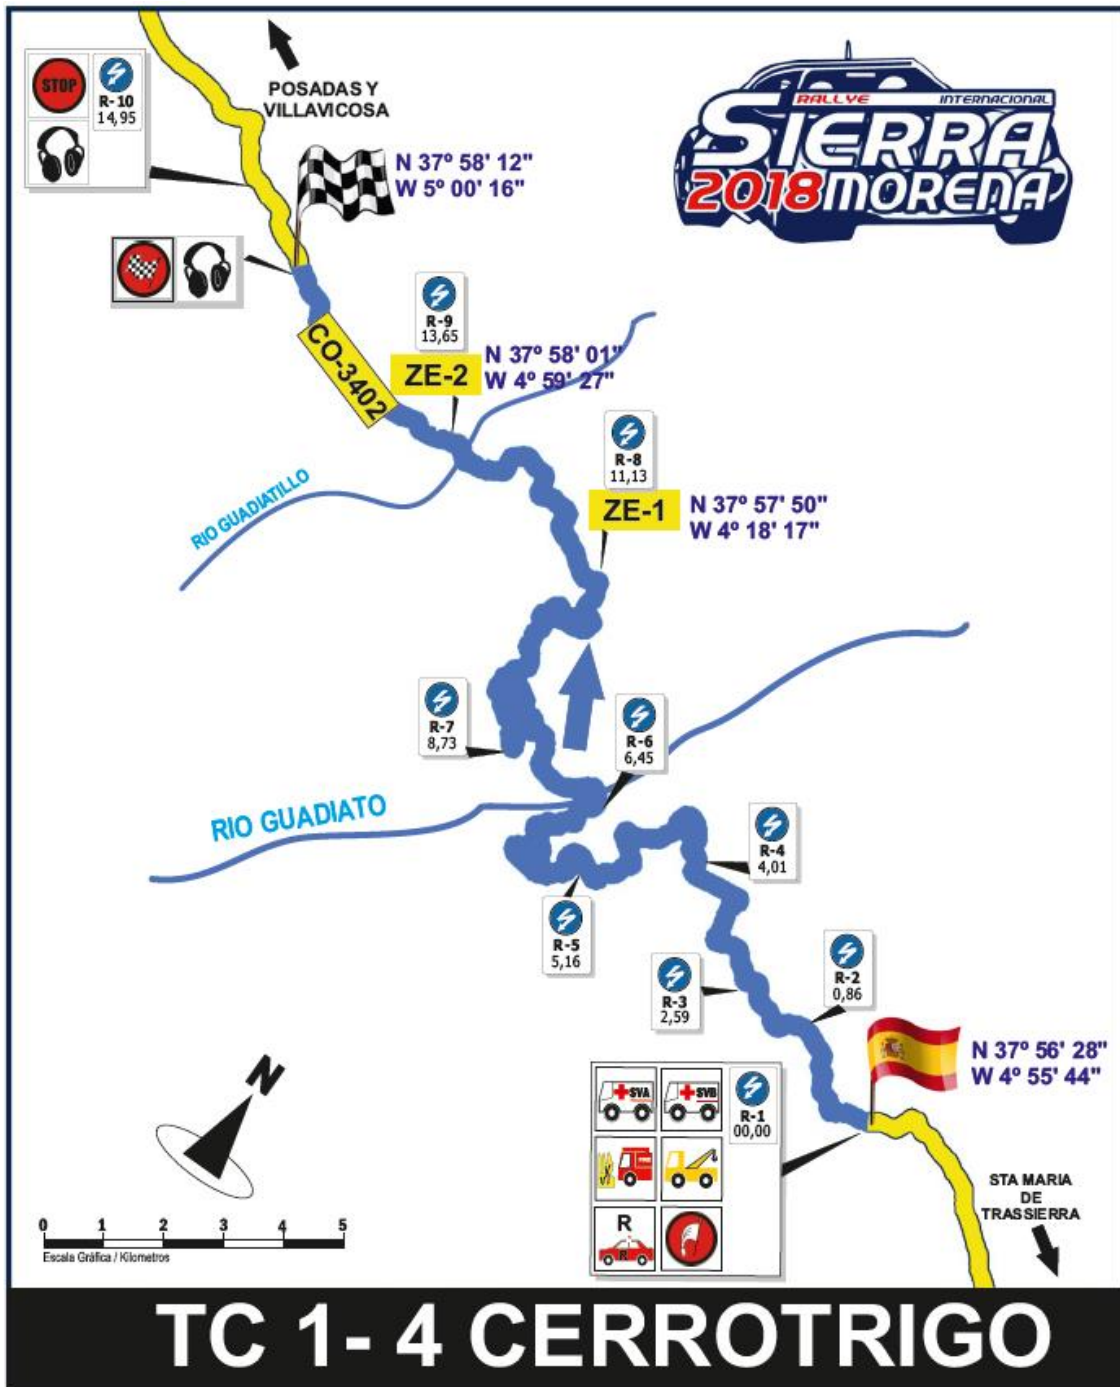 POSADAS Y
VILLAVICOSA
STOP
R-10
14,95
N 37º 58' 12"
W 5º 00' 16"
RALLYE INTERNACIONAL
SIERRA
2018 MORENA
R-9
13,65
CO-3402
ZE-2
N 37º 58' 01"
W 4º 59' 27"
R-8
11,13
ZE-1
N 37º 57' 50"
W 4º 18' 17"
RIO GUADIATILLO
R-7
8,73
R-6
6,45
RIO GUADIATO
R-4
4,01
R-5
5,16
R-3
2,59
R-2
0,86
N 37º 56' 28"
W 4º 55' 44"
SVA
SVB
R-1
00,00
R
R
STA MARIA
DE
TRASSIERRA
N
0 1 2 3 4 5
Escala Gráfica / Kilometros
TC 1- 4 CERROTRIGO